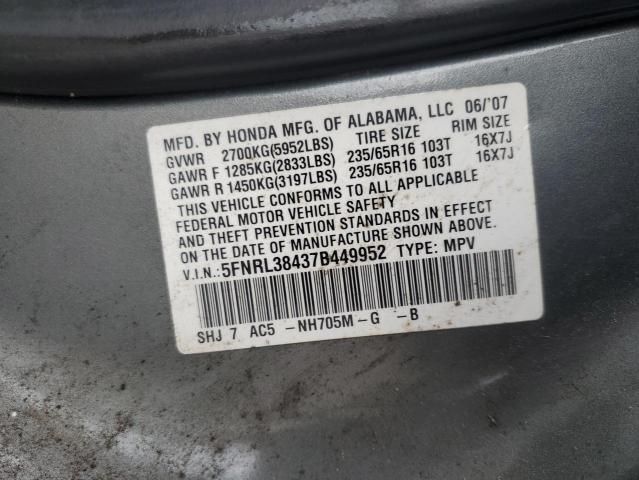 MFD. BY HONDA MFG. OF ALABAMA, LLC 06/'07
GVWR 2700KG(5952LBS) TIRE SIZE RIM SIZE
GAWR F 1285KG(2833LBS) 235/65R16 103T 16X7J
GAWR R 1450KG(3197LBS) 235/65R16 103T 16X7J
THIS VEHICLE CONFORMS TO ALL APPLICABLE
FEDERAL MOTOR VEHICLE SAFETY
AND THEFT PREVENTION STANDARDS IN EFFECT
ON THE DATE OF MANUFACTURE SHOWN ABOVE.
V.I.N.:5FNRL38437B449952 TYPE: MPV
SHJ 7 AC5 -NH705M-G -B